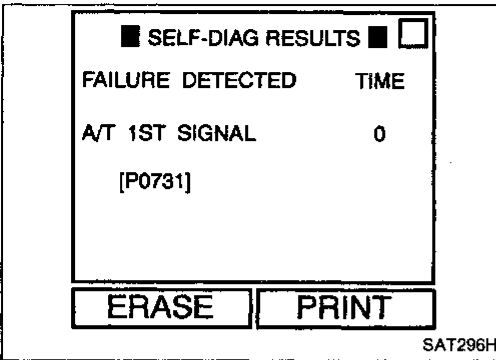 SELF-DIAG RESULTS
FAILURE DETECTED TIME
A/T 1ST SIGNAL 0
[P0731]
ERASE PRINT
SAT296H